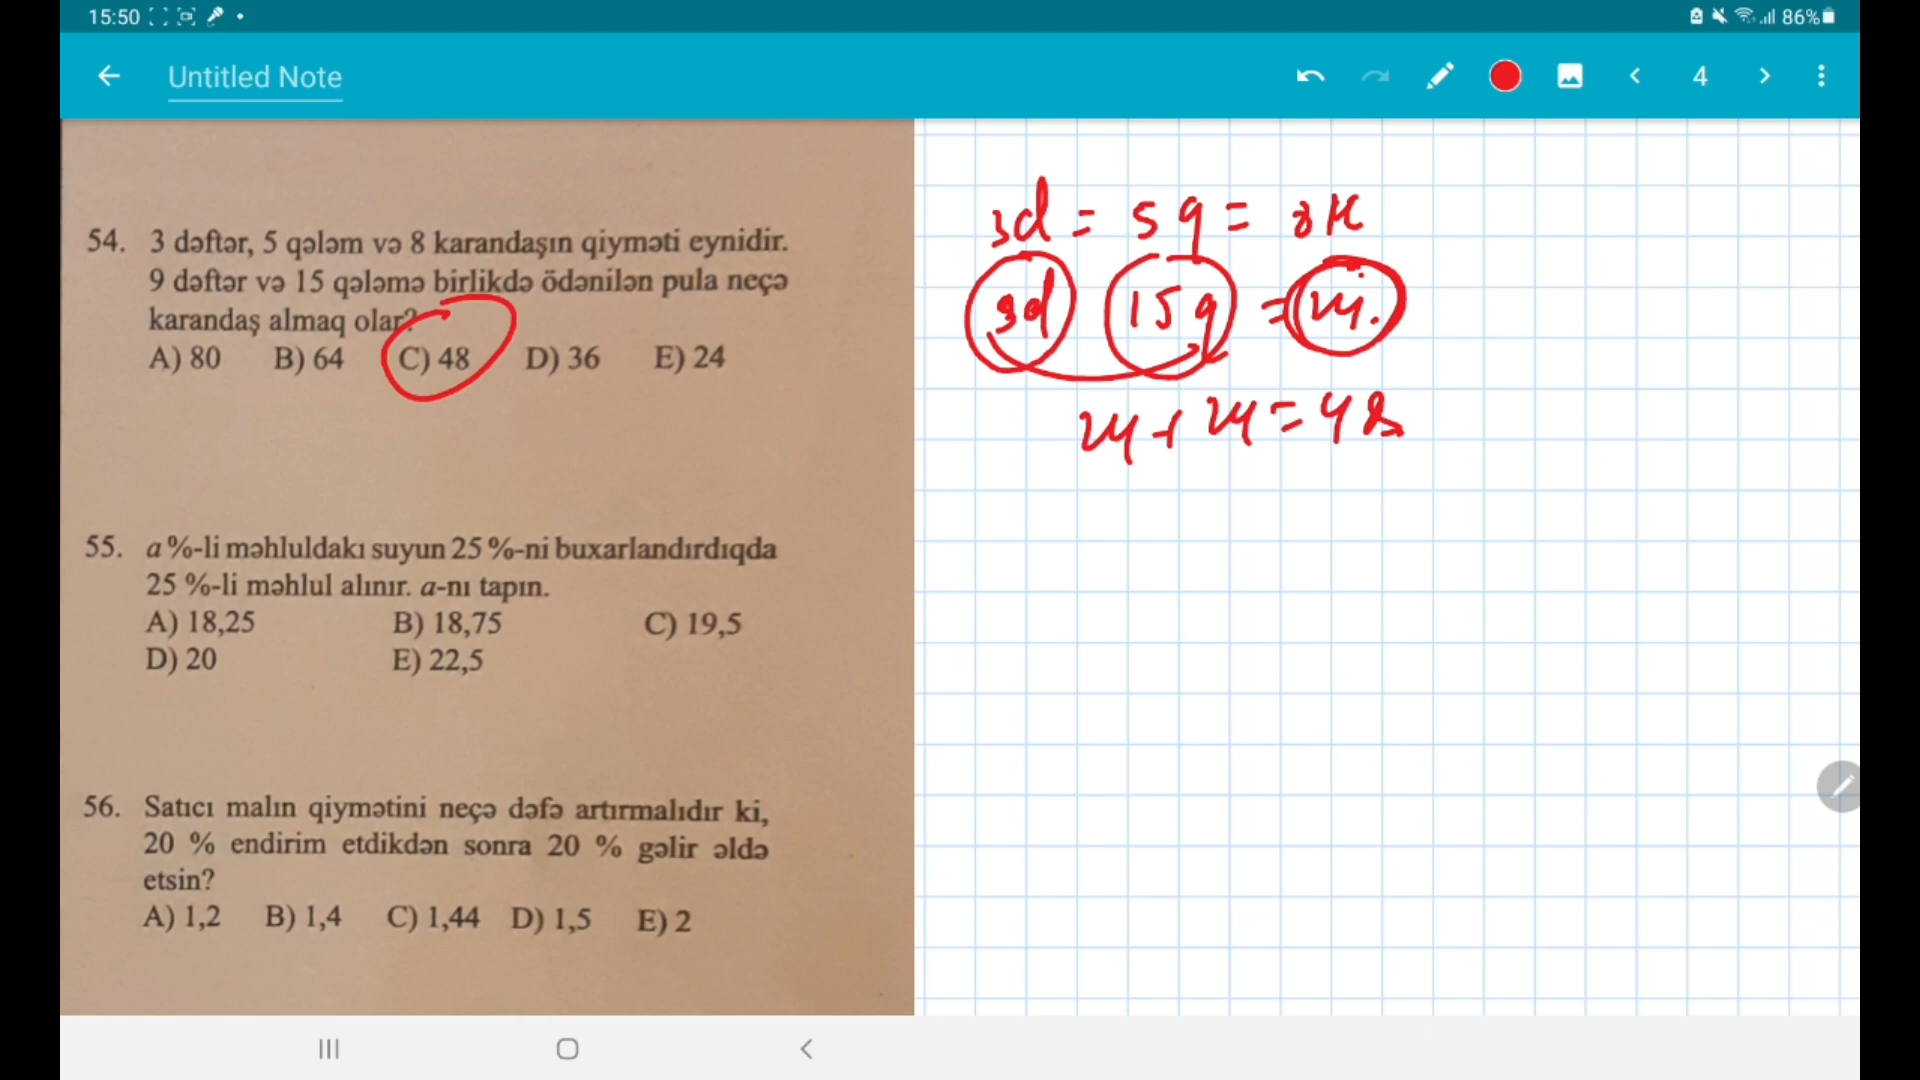 15:50
86%
Untitled Note
4
54. 3 dəftər, 5 qələm və 8 karandaşın qiyməti eynidir.
9 dəftər və 15 qələmə birlikdə ödənilən pula neçə
karandaş almaq olar?
A) 80 B) 64 C) 48 D) 36 E) 24
55. a %-li məhluldakı suyun 25 %-ni buxarlandırdıqda
25 %-li məhlul alınır. a-nı tapın.
A) 18,25 B) 18,75 C) 19,5
D) 20 E) 22,5
56. Satıcı malın qiymətini neçə dəfə artırmalıdır ki,
20 % endirim etdikdən sonra 20 % gəlir əldə
etsin?
A) 1,2 B) 1,4 C) 1,44 D) 1,5 E) 2
3d = 5q = 8K
9d 15q = 24.
24 + 24 = 48